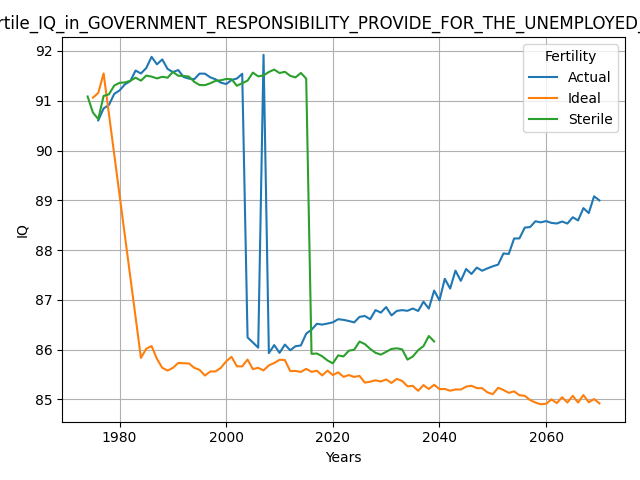 rtile_IQ_in_GOVERNMENT_RESPONSIBILITY_PROVIDE_FOR_THE_UNEMPLOYED_
92
91
90
89
88
87
86
85
IQ
1980 2000 2020 2040 2060
Years
Fertility
Actual
Ideal
Sterile